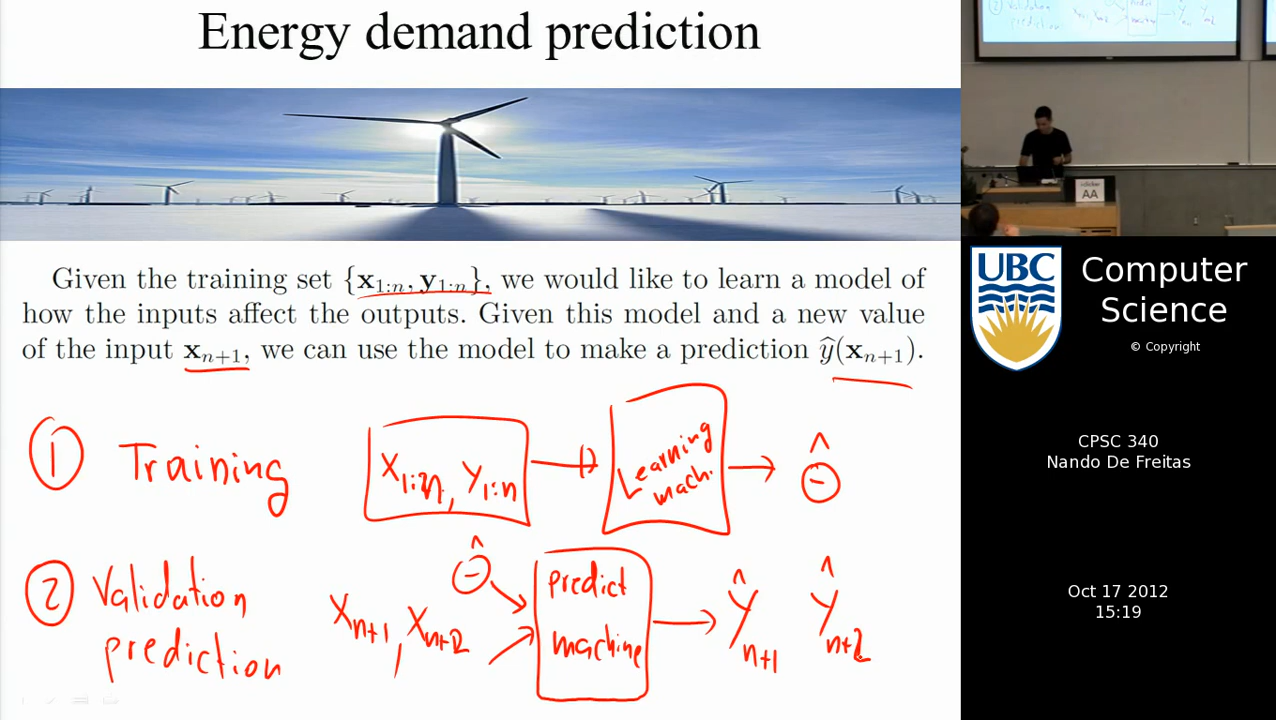 Energy demand prediction
Given the training set {x1:n, y1:n}, we would like to learn a model of
how the inputs affect the outputs. Given this model and a new value
of the input xn+1, we can use the model to make a prediction ŷ(xn+1).
① Training
X1:n, Y1:n
Learning
mach.
Θ̂
② Validation
prediction
Θ̂
Xn+1, Xn+2
predict
machine
Ŷn+1 Ŷn+2
i>clicker
AA
UBC
Computer
Science
© Copyright
CPSC 340
Nando De Freitas
Oct 17 2012
15:19